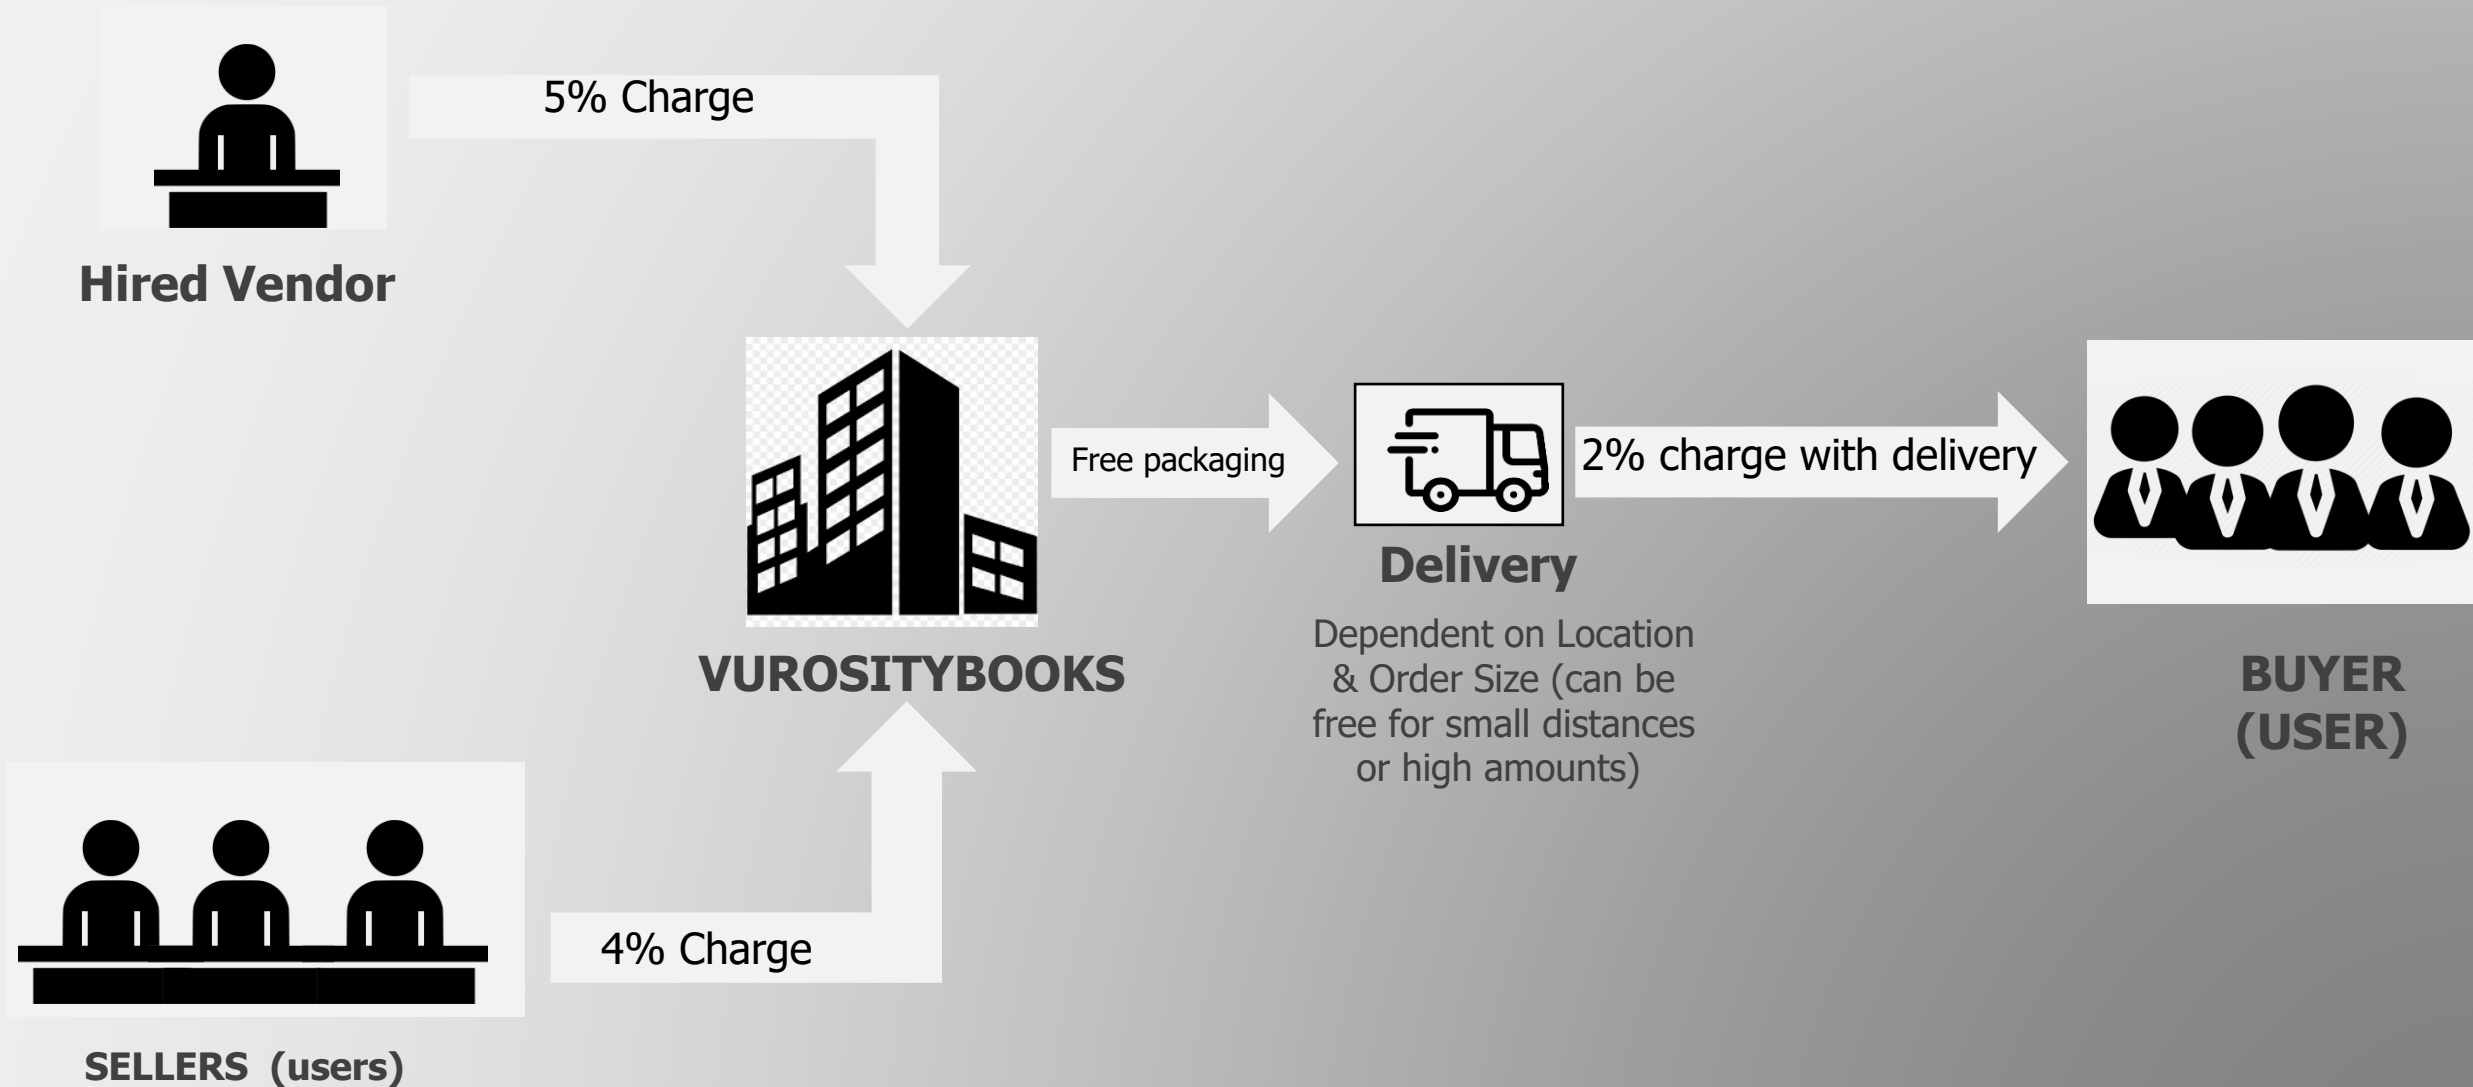 5% Charge
Hired Vendor
VUROSITYBOOKS
4% Charge
SELLERS (users)
Free packaging
Delivery
Dependent on Location
& Order Size (can be
free for small distances
or high amounts)
2% charge with delivery
BUYER
(USER)